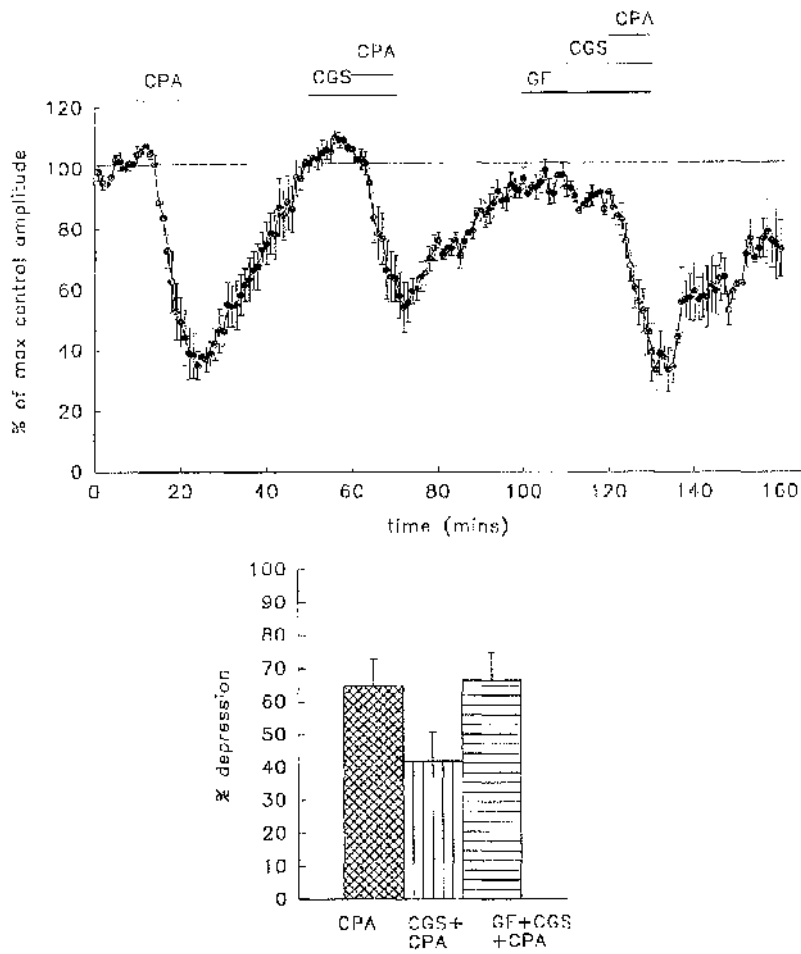 CPA
CGS
GF
CPA
CGS
CPA
% of max control amplitude
120
100
80
60
40
20
0
0 20 40 60 80 100 120 140 160
time (mins)
% depression
100
90
80
70
60
50
40
30
20
10
0
CPA CGS+ GF+CGS
CPA +CPA